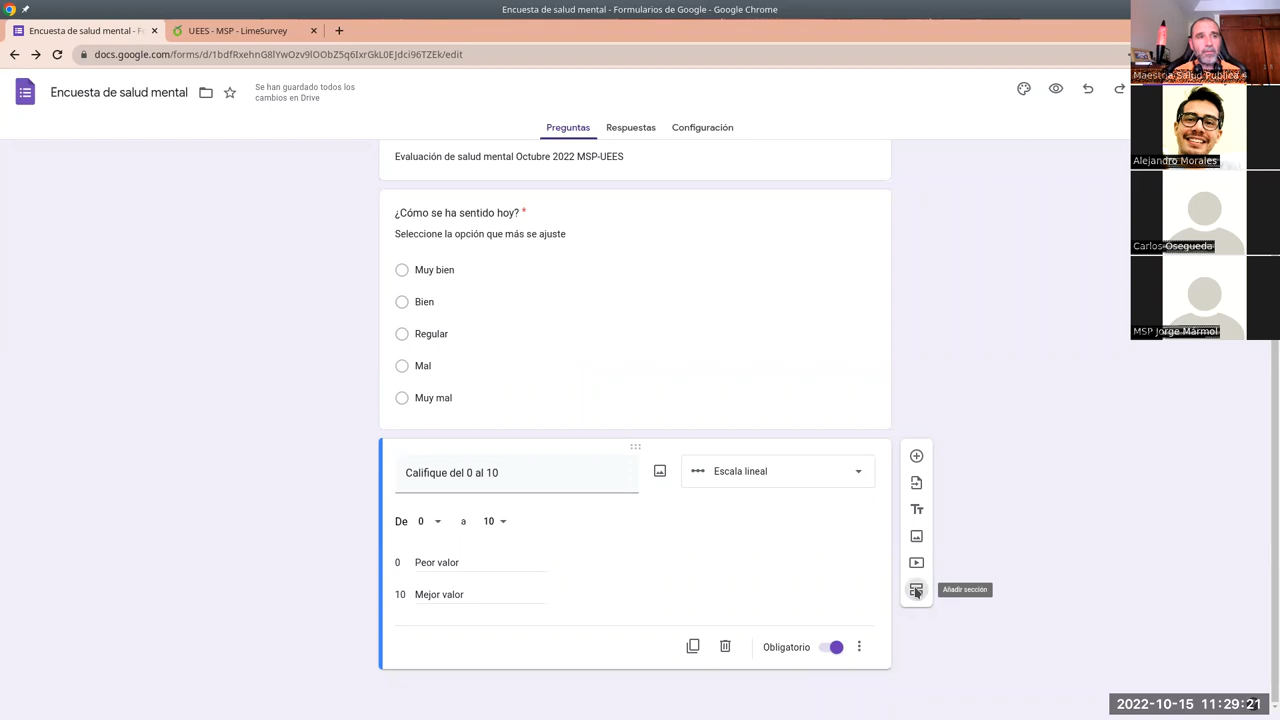 Encuesta de salud mental - Formularios de Google - Google Chrome
Encuesta de salud mental - Formularios de
UEES - MSP - LimeSurvey
docs.google.com/forms/d/1bdfRxehnG8lYwOzv9lOObZ5q6IxrGkL0EJdci96TZEk/edit
Encuesta de salud mental
Se han guardado todos los
cambios en Drive
Preguntas
Respuestas
Configuración
Evaluación de salud mental Octubre 2022 MSP-UEES
¿Cómo se ha sentido hoy? *
Seleccione la opción que más se ajuste
Muy bien
Bien
Regular
Mal
Muy mal
Califique del 0 al 10
Escala lineal
De 0 a 10
0 Peor valor
10 Mejor valor
Añadir sección
Obligatorio
Maestría Salud Publica
Alejandro Morales
Carlos Osegueda
MSP Jorge Mármol
2022-10-15 11:29:21